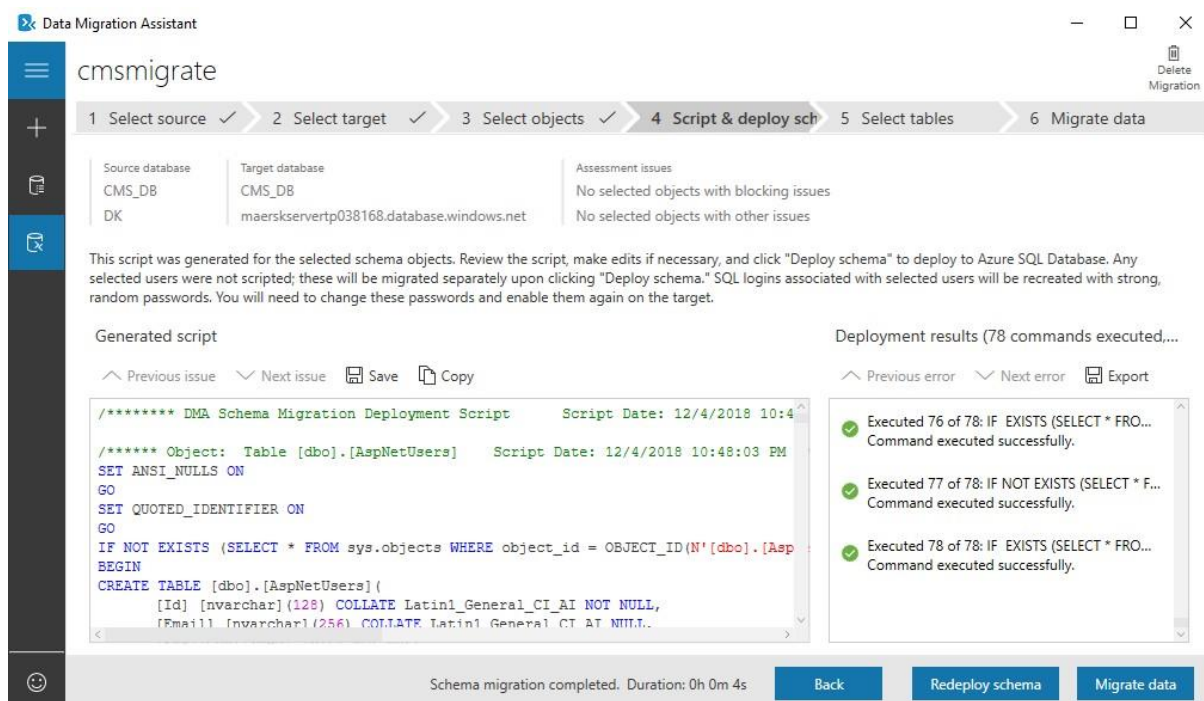 Data Migration Assistant
cmsmigrate
Delete
Migration
1 Select source
2 Select target
3 Select objects
4 Script & deploy sch
5 Select tables
6 Migrate data
Source database
CMS_DB
DK
Target database
CMS_DB
maerskservertp038168.database.windows.net
Assessment issues
No selected objects with blocking issues
No selected objects with other issues
This script was generated for the selected schema objects. Review the script, make edits if necessary, and click "Deploy schema" to deploy to Azure SQL Database. Any
selected users were not scripted; these will be migrated separately upon clicking "Deploy schema." SQL logins associated with selected users will be recreated with strong,
random passwords. You will need to change these passwords and enable them again on the target.
Generated script
Previous issue
Next issue
Save
Copy
/******** DMA Schema Migration Deployment Script Script Date: 12/4/2018 10:4
/****** Object: Table [dbo].[AspNetUsers] Script Date: 12/4/2018 10:48:03 PM
SET ANSI_NULLS ON
GO
SET QUOTED_IDENTIFIER ON
GO
IF NOT EXISTS (SELECT * FROM sys.objects WHERE object_id = OBJECT_ID(N'[dbo].[Asp
BEGIN
CREATE TABLE [dbo].[AspNetUsers](
[Id] [nvarchar](128) COLLATE Latin1_General_CI_AI NOT NULL,
[Email] [nvarchar](256) COLLATE Latin1_General_CI_AI NULL,
Deployment results (78 commands executed,...
Previous error
Next error
Export
Executed 76 of 78: IF EXISTS (SELECT * FRO...
Command executed successfully.
Executed 77 of 78: IF NOT EXISTS (SELECT * F...
Command executed successfully.
Executed 78 of 78: IF EXISTS (SELECT * FRO...
Command executed successfully.
Schema migration completed. Duration: 0h 0m 4s
Back
Redeploy schema
Migrate data